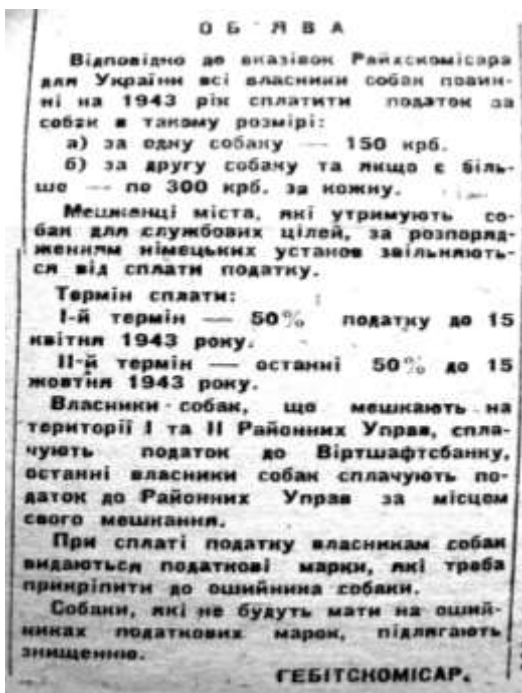 ОБ'ЯВА
Відповідно до вказівок Райхскомісара
для України всі власники собак повин-
ні на 1943 рік сплатити податок за
собак в такому розмірі:
а) за одну собаку — 150 крб.
б) за другу собаку та якщо є біль-
ше — по 300 крб. за кожну.
Мешканці міста, які утримують со-
бак для службових цілей, за розпоряд-
женням німецьких установ звільняють-
ся від сплати податку.
Термін сплати:
І-й термін — 50% податку до 15
квітня 1943 року.
ІІ-й термін — останні 50% до 15
жовтня 1943 року.
Власники собак, що мешкають на
території І та ІІ Районних Управ, спла-
чують податок до Віртшафтсбанку,
останні власники собак сплачують по-
даток до Районних Управ за місцем
свого мешкання.
При сплаті податку власникам собак
видаються податкові марки, які треба
прикріпити до ошийника собаки.
Собаки, які не будуть мати на оший-
никах податкових марок, підлягають
знищенню.
ГЕБІТСКОМІСАР.